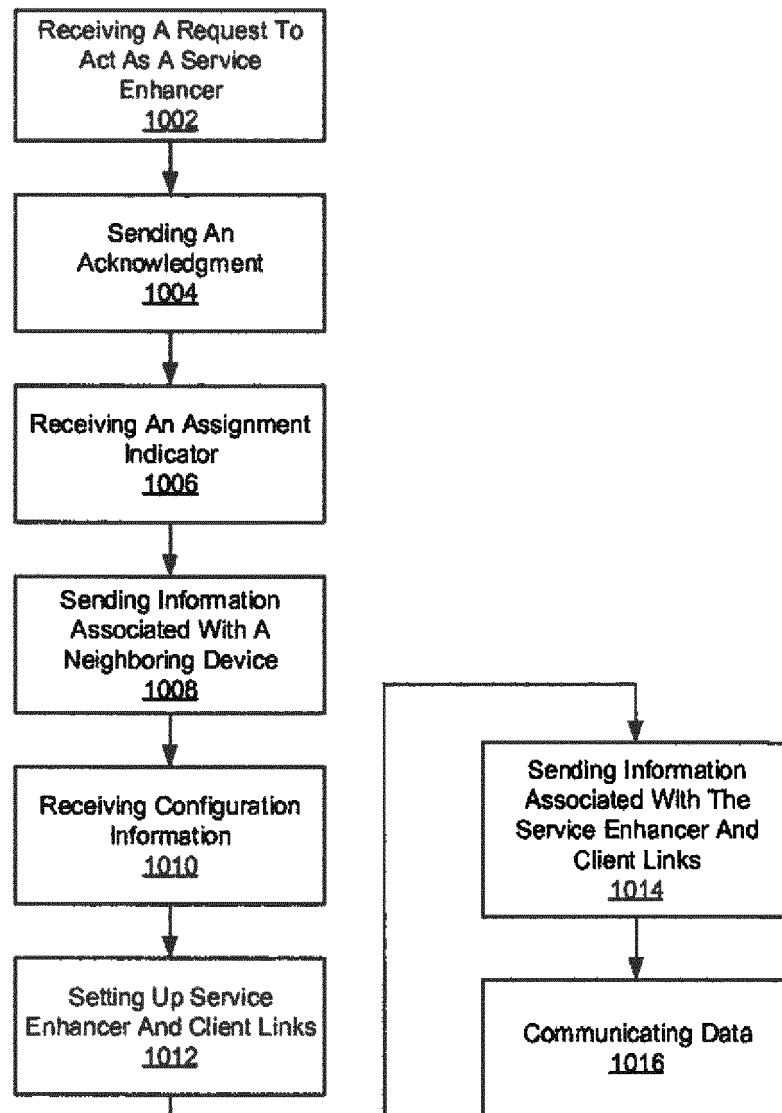 Receiving A Request To
Act As A Service
Enhancer
1002
Sending An
Acknowledgment
1004
Receiving An Assignment
Indicator
1006
Sending Information
Associated With A
Neighboring Device
1008
Receiving Configuration
Information
1010
Setting Up Service
Enhancer And Client Links
1012
Sending Information
Associated With The
Service Enhancer And
Client Links
1014
Communicating Data
1016